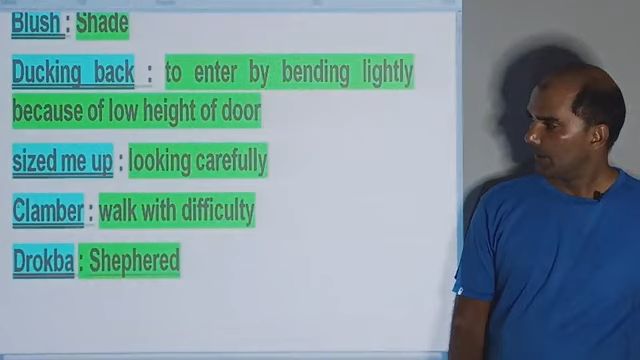 Blush : Shade
Ducking back : to enter by bending lightly
because of low height of door
sized me up : looking carefully
Clamber : walk with difficulty
Drokba : Shephered